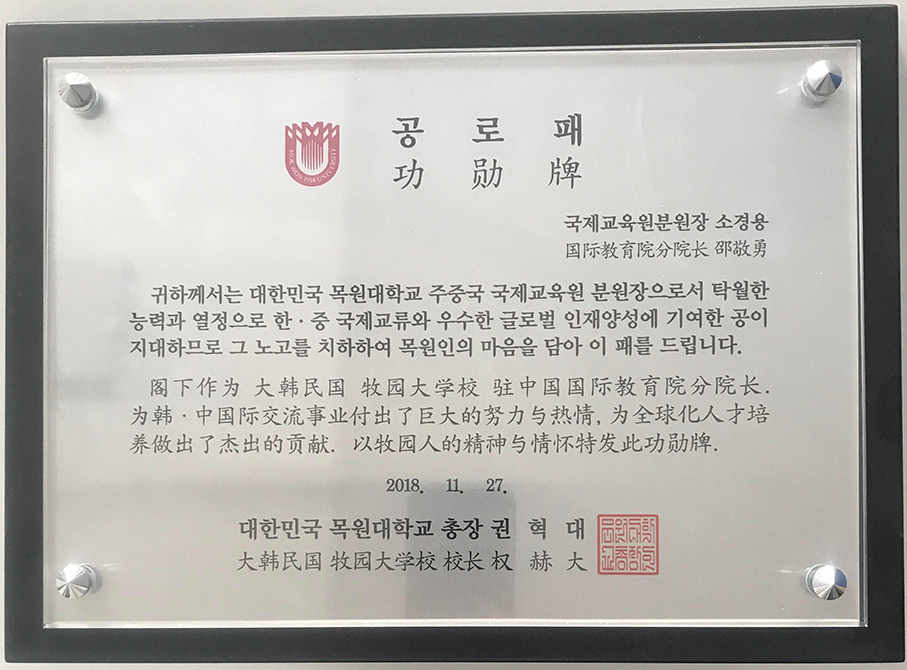 공 로 패
功 勋 牌
국제교육원분원장 소경용
国际教育院分院长 邵敬勇
귀하께서는 대한민국 목원대학교 주중국 국제교육원 분원장으로서 탁월한
능력과 열정으로 한 · 중 국제교류와 우수한 글로벌 인재양성에 기여한 공이
지대하므로 그 노고를 치하하여 목원인의 마음을 담아 이 패를 드립니다.
阁下作为 大韩民国 牧园大学校 驻中国国际教育院分院长.
为韩 · 中国际交流事业付出了巨大的努力与热情, 为全球化人才培
养做出了杰出的贡献. 以牧园人的精神与情怀特发此功勋牌.
2018. 11. 27.
대한민국 목원대학교 총장 권 혁 대
大韩民国 牧园大学校 校长 权 赫 大